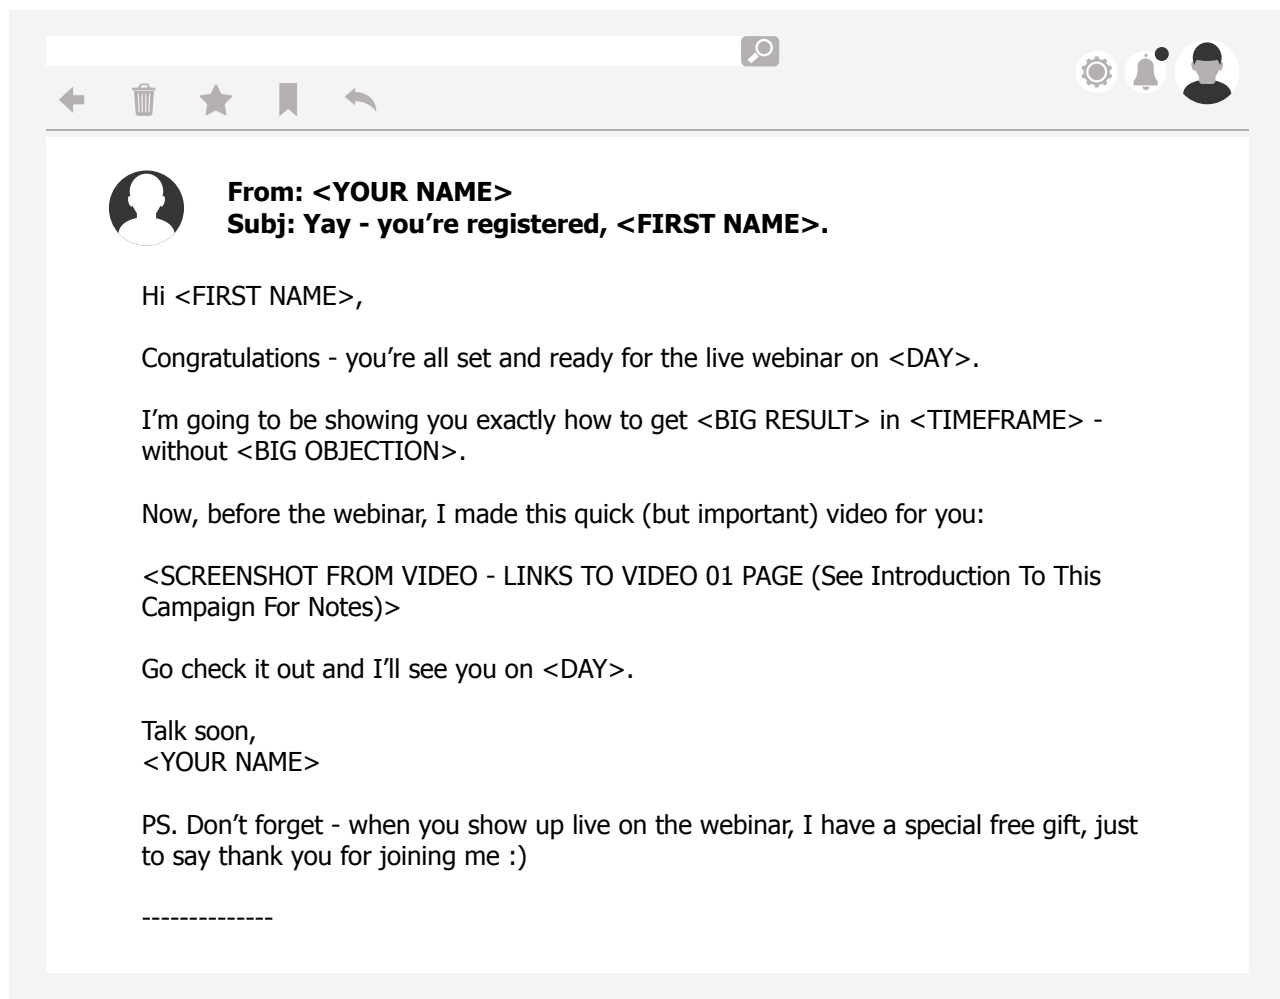 From: <YOUR NAME>
Subj: Yay - you’re registered, <FIRST NAME>.
Hi <FIRST NAME>,
Congratulations - you’re all set and ready for the live webinar on <DAY>.
I’m going to be showing you exactly how to get <BIG RESULT> in <TIMEFRAME> -
without <BIG OBJECTION>.
Now, before the webinar, I made this quick (but important) video for you:
<SCREENSHOT FROM VIDEO - LINKS TO VIDEO 01 PAGE (See Introduction To This
Campaign For Notes)>
Go check it out and I’ll see you on <DAY>.
Talk soon,
<YOUR NAME>
PS. Don’t forget - when you show up live on the webinar, I have a special free gift, just
to say thank you for joining me :)
--------------